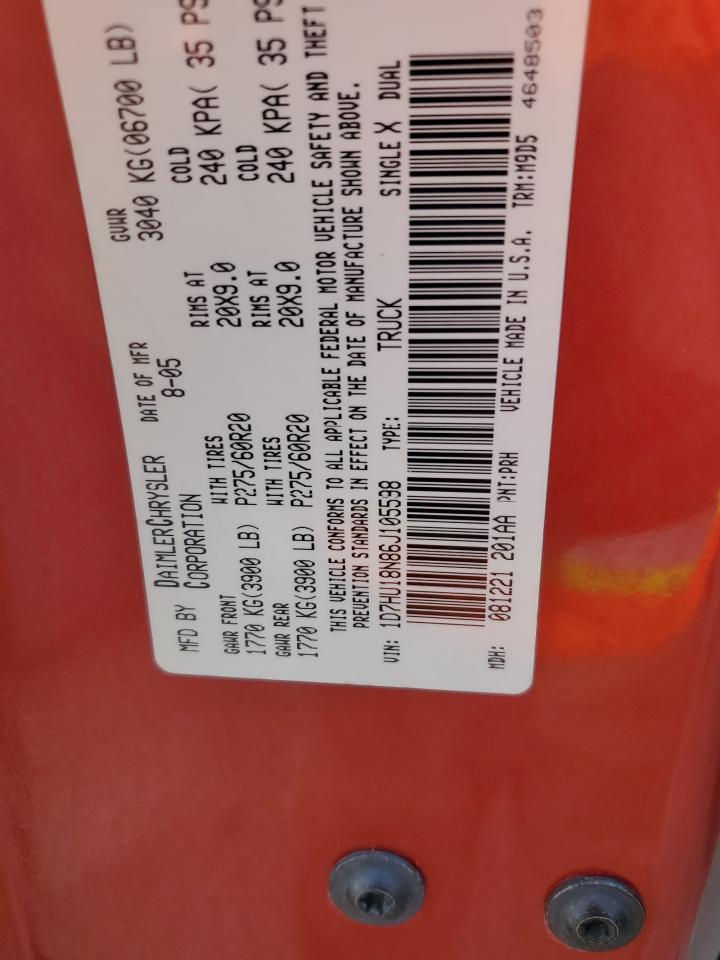 MFD BY DAIMLERCHRYSLER DATE OF MFR GVWR
CORPORATION 8-05 3040 KG(06700 LB)
GAWR FRONT WITH TIRES RIMS AT COLD
1770 KG(3900 LB) P275/60R20 20X9.0 240 KPA( 35 PS
GAWR REAR WITH TIRES RIMS AT COLD
1770 KG(3900 LB) P275/60R20 20X9.0 240 KPA( 35 PS
THIS VEHICLE CONFORMS TO ALL APPLICABLE FEDERAL MOTOR VEHICLE SAFETY AND THEFT
PREVENTION STANDARDS IN EFFECT ON THE DATE OF MANUFACTURE SHOWN ABOVE.
VIN: 1D7HU18N86J105598 TYPE: TRUCK SINGLE X DUAL
MDH: 081221 201AA PNT:PRH VEHICLE MADE IN U.S.A. TRM:M9D5
4648503